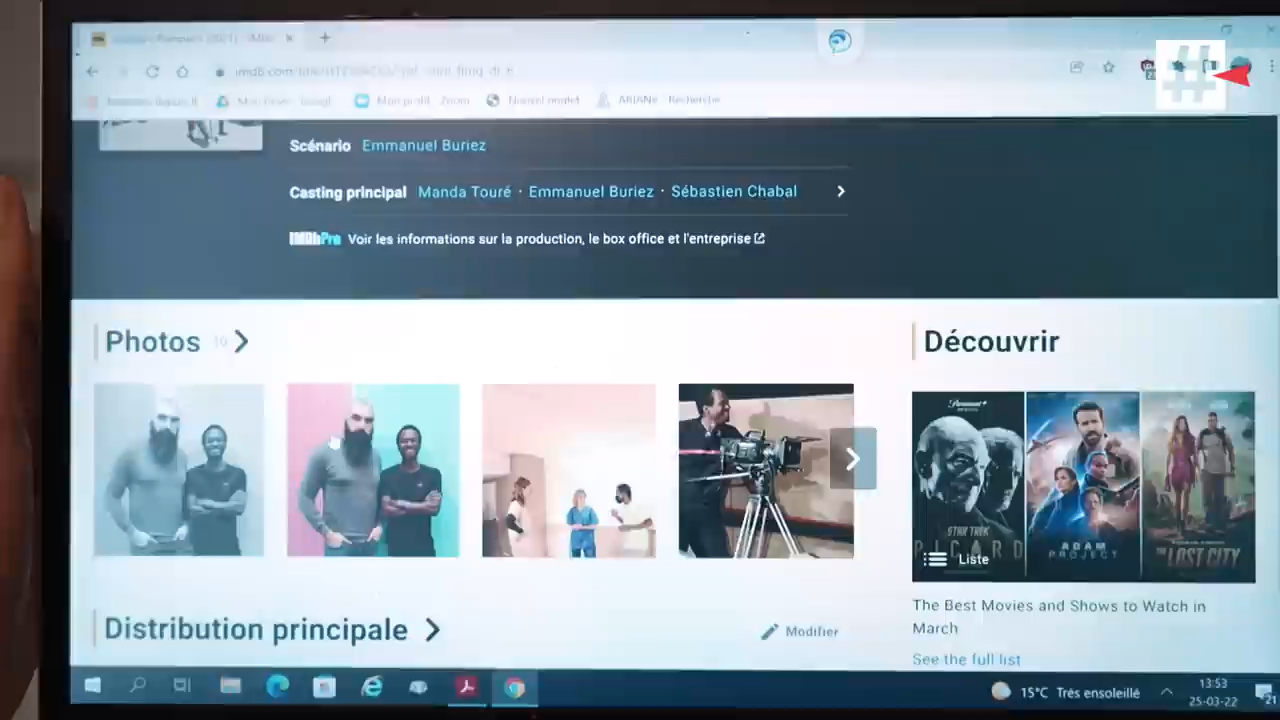 Scénario Emmanuel Buriez
Casting principal Manda Touré · Emmanuel Buriez · Sébastien Chabal
IMDbPro Voir les informations sur la production, le box office et l'entreprise
Photos 10
Découvrir
Paramount+
STAR TREK
PICARD
Liste
ADAM
PROJECT
THE LOST CITY
The Best Movies and Shows to Watch in
March
See the full list
Distribution principale
Modifier
15°C Très ensoleillé
13:53
25-03-22
21